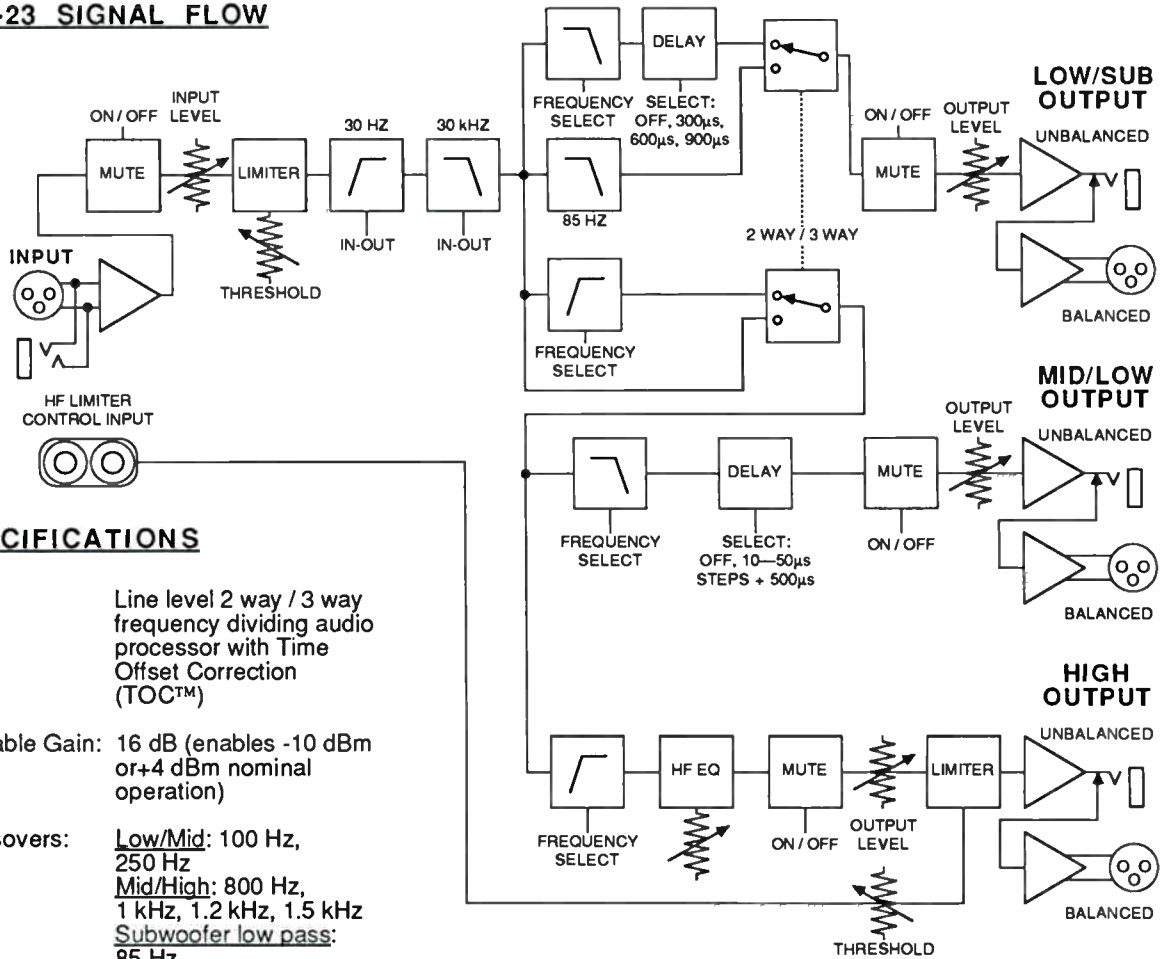 -23 SIGNAL FLOW
DELAY
FREQUENCY
SELECT
SELECT:
OFF, 300µs,
600µs, 900µs
LOW/SUB
OUTPUT
ON / OFF
INPUT
LEVEL
30 HZ
30 kHZ
ON / OFF
OUTPUT
LEVEL
UNBALANCED
MUTE
LIMITER
MUTE
85 HZ
IN-OUT
IN-OUT
2 WAY / 3 WAY
INPUT
THRESHOLD
BALANCED
FREQUENCY
SELECT
HF LIMITER
CONTROL INPUT
MID/LOW
OUTPUT
OUTPUT
LEVEL
UNBALANCED
DELAY
MUTE
FREQUENCY
SELECT
SELECT:
OFF, 10—50µs
STEPS + 500µs
ON / OFF
BALANCED
CIFICATIONS
Line level 2 way / 3 way
frequency dividing audio
processor with Time
Offset Correction
(TOC™)
able Gain: 16 dB (enables -10 dBm
or+4 dBm nominal
operation)
overs: Low/Mid: 100 Hz,
250 Hz
Mid/High: 800 Hz,
1 kHz, 1.2 kHz, 1.5 kHz
Subwoofer low pass:
85 Hz
HIGH
OUTPUT
UNBALANCED
HF EQ
MUTE
LIMITER
FREQUENCY
SELECT
ON / OFF
OUTPUT
LEVEL
BALANCED
THRESHOLD